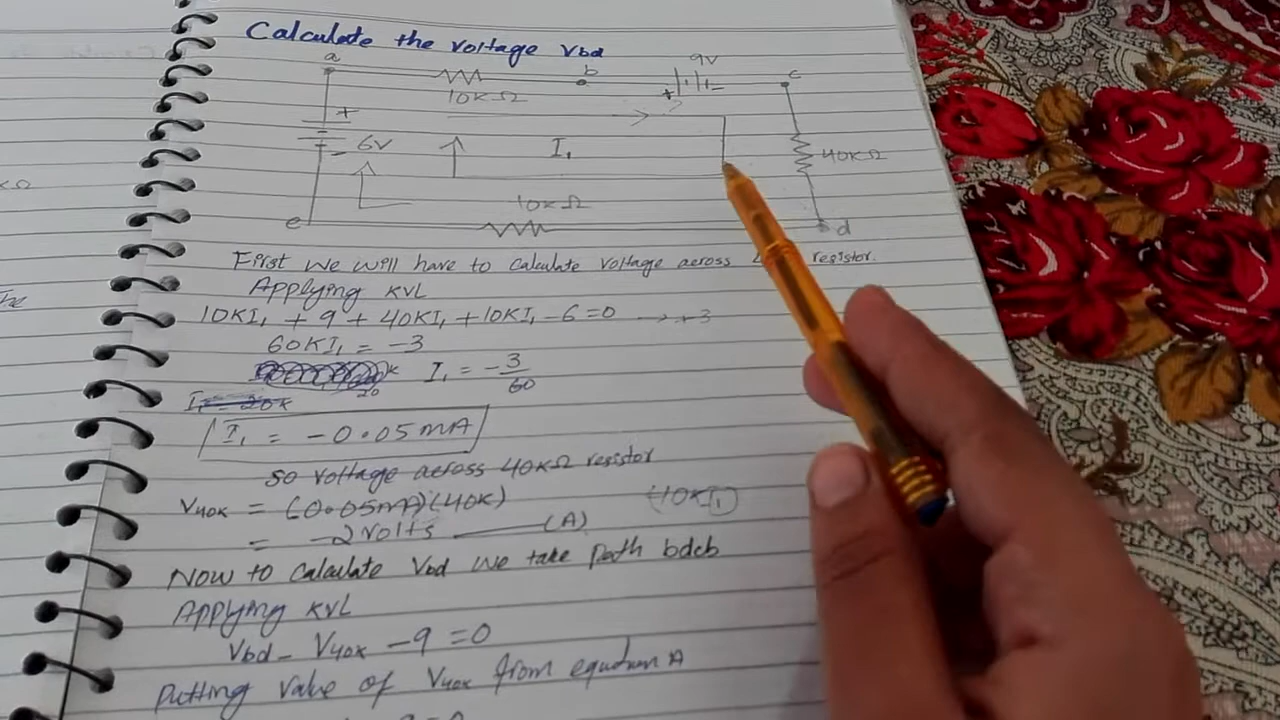 Calculate the voltage Vbd
a
b
9V
c
10KΩ
+
-
+
6V
-
I₁
40KΩ
10KΩ
e
d
First we will have to calculate voltage across resistor.
Applying KVL
10KI₁ + 9 + 40KI₁ + 10KI₁ - 6 = 0
60KI₁ = -3
I₁ = -3/60
I₁ = -0.05mA
So voltage across 40KΩ resistor
V40K = (0.05mA)(40K)
(10KI₁)
= -2 Volts (A)
Now to calculate Vbd we take path bdcb
Applying KVL
Vbd - V40K - 9 = 0
Putting value of V40K from equation A